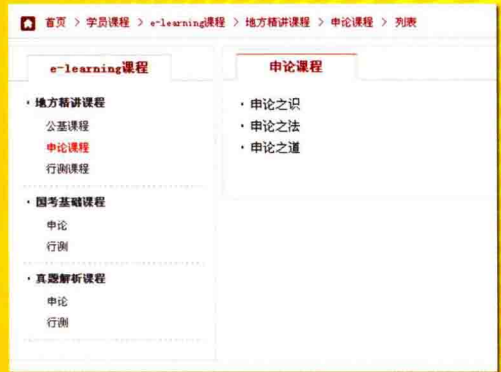 首页 > 学员课程 > e-learning课程 > 地方精讲课程 > 申论课程 > 列表
e-learning课程
· 地方精讲课程
公基课程
申论课程
行测课程
· 国考基础课程
申论
行测
· 真题解析课程
申论
行测
申论课程
· 申论之识
· 申论之法
· 申论之道